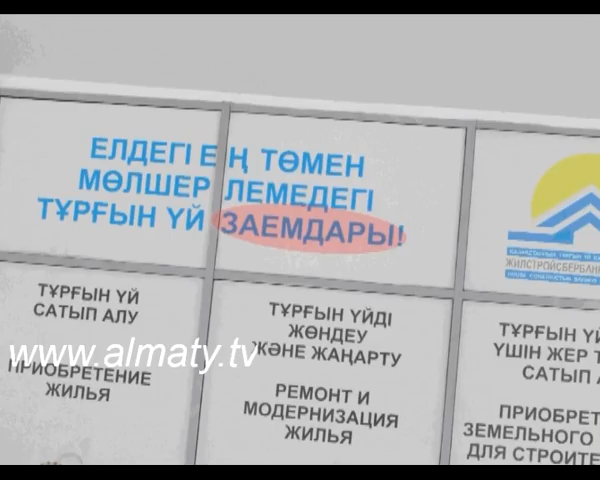 ЕЛДЕГІ ЕҢ ТӨМЕН
МӨЛШЕРЛЕМЕДЕГІ
ТҰРҒЫН ҮЙ ЗАЕМДАРЫ!
ЖИЛСТРОЙСБЕРБАНК
ТҰРҒЫН ҮЙ
САТЫП АЛУ
ПРИОБРЕТЕНИЕ
ЖИЛЬЯ
ТҰРҒЫН ҮЙДІ
ЖӨНДЕУ
ЖӘНЕ ЖАҢАРТУ
РЕМОНТ И
МОДЕРНИЗАЦИЯ
ЖИЛЬЯ
ТҰРҒЫН ҮЙ
ҮШІН ЖЕР Т
САТЫП А
ПРИОБРЕТ
ЗЕМЕЛЬНОГО
ДЛЯ СТРОИТЕ
www.almaty.tv